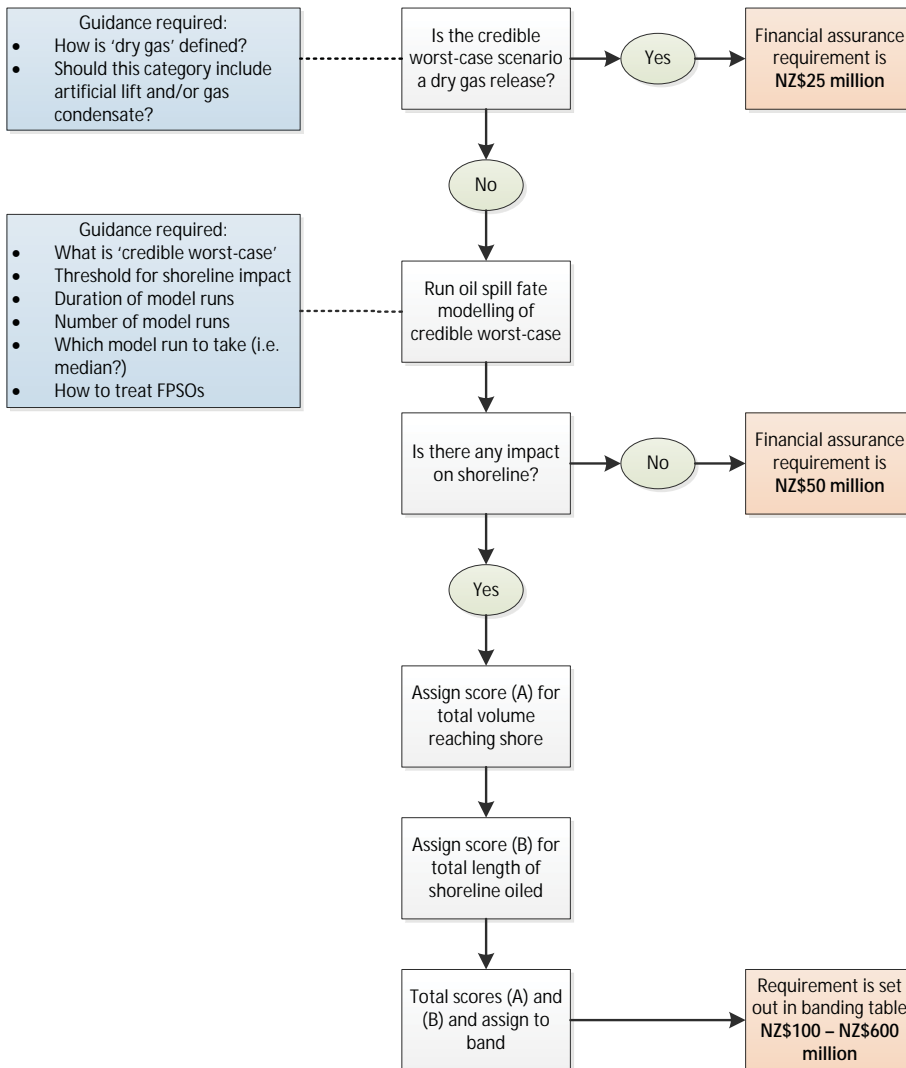 Guidance required:
• How is 'dry gas' defined?
• Should this category include
artificial lift and/or gas
condensate?
Is the credible
worst-case scenario
a dry gas release?
Yes
Financial assurance
requirement is
NZ$25 million
No
Guidance required:
• What is 'credible worst-case'
• Threshold for shoreline impact
• Duration of model runs
• Number of model runs
• Which model run to take (i.e.
median?)
• How to treat FPSOs
Run oil spill fate
modelling of
credible worst-case
Is there any impact
on shoreline?
No
Financial assurance
requirement is
NZ$50 million
Yes
Assign score (A) for
total volume
reaching shore
Assign score (B) for
total length of
shoreline oiled
Total scores (A) and
(B) and assign to
band
Requirement is set
out in banding table
NZ$100 – NZ$600
million